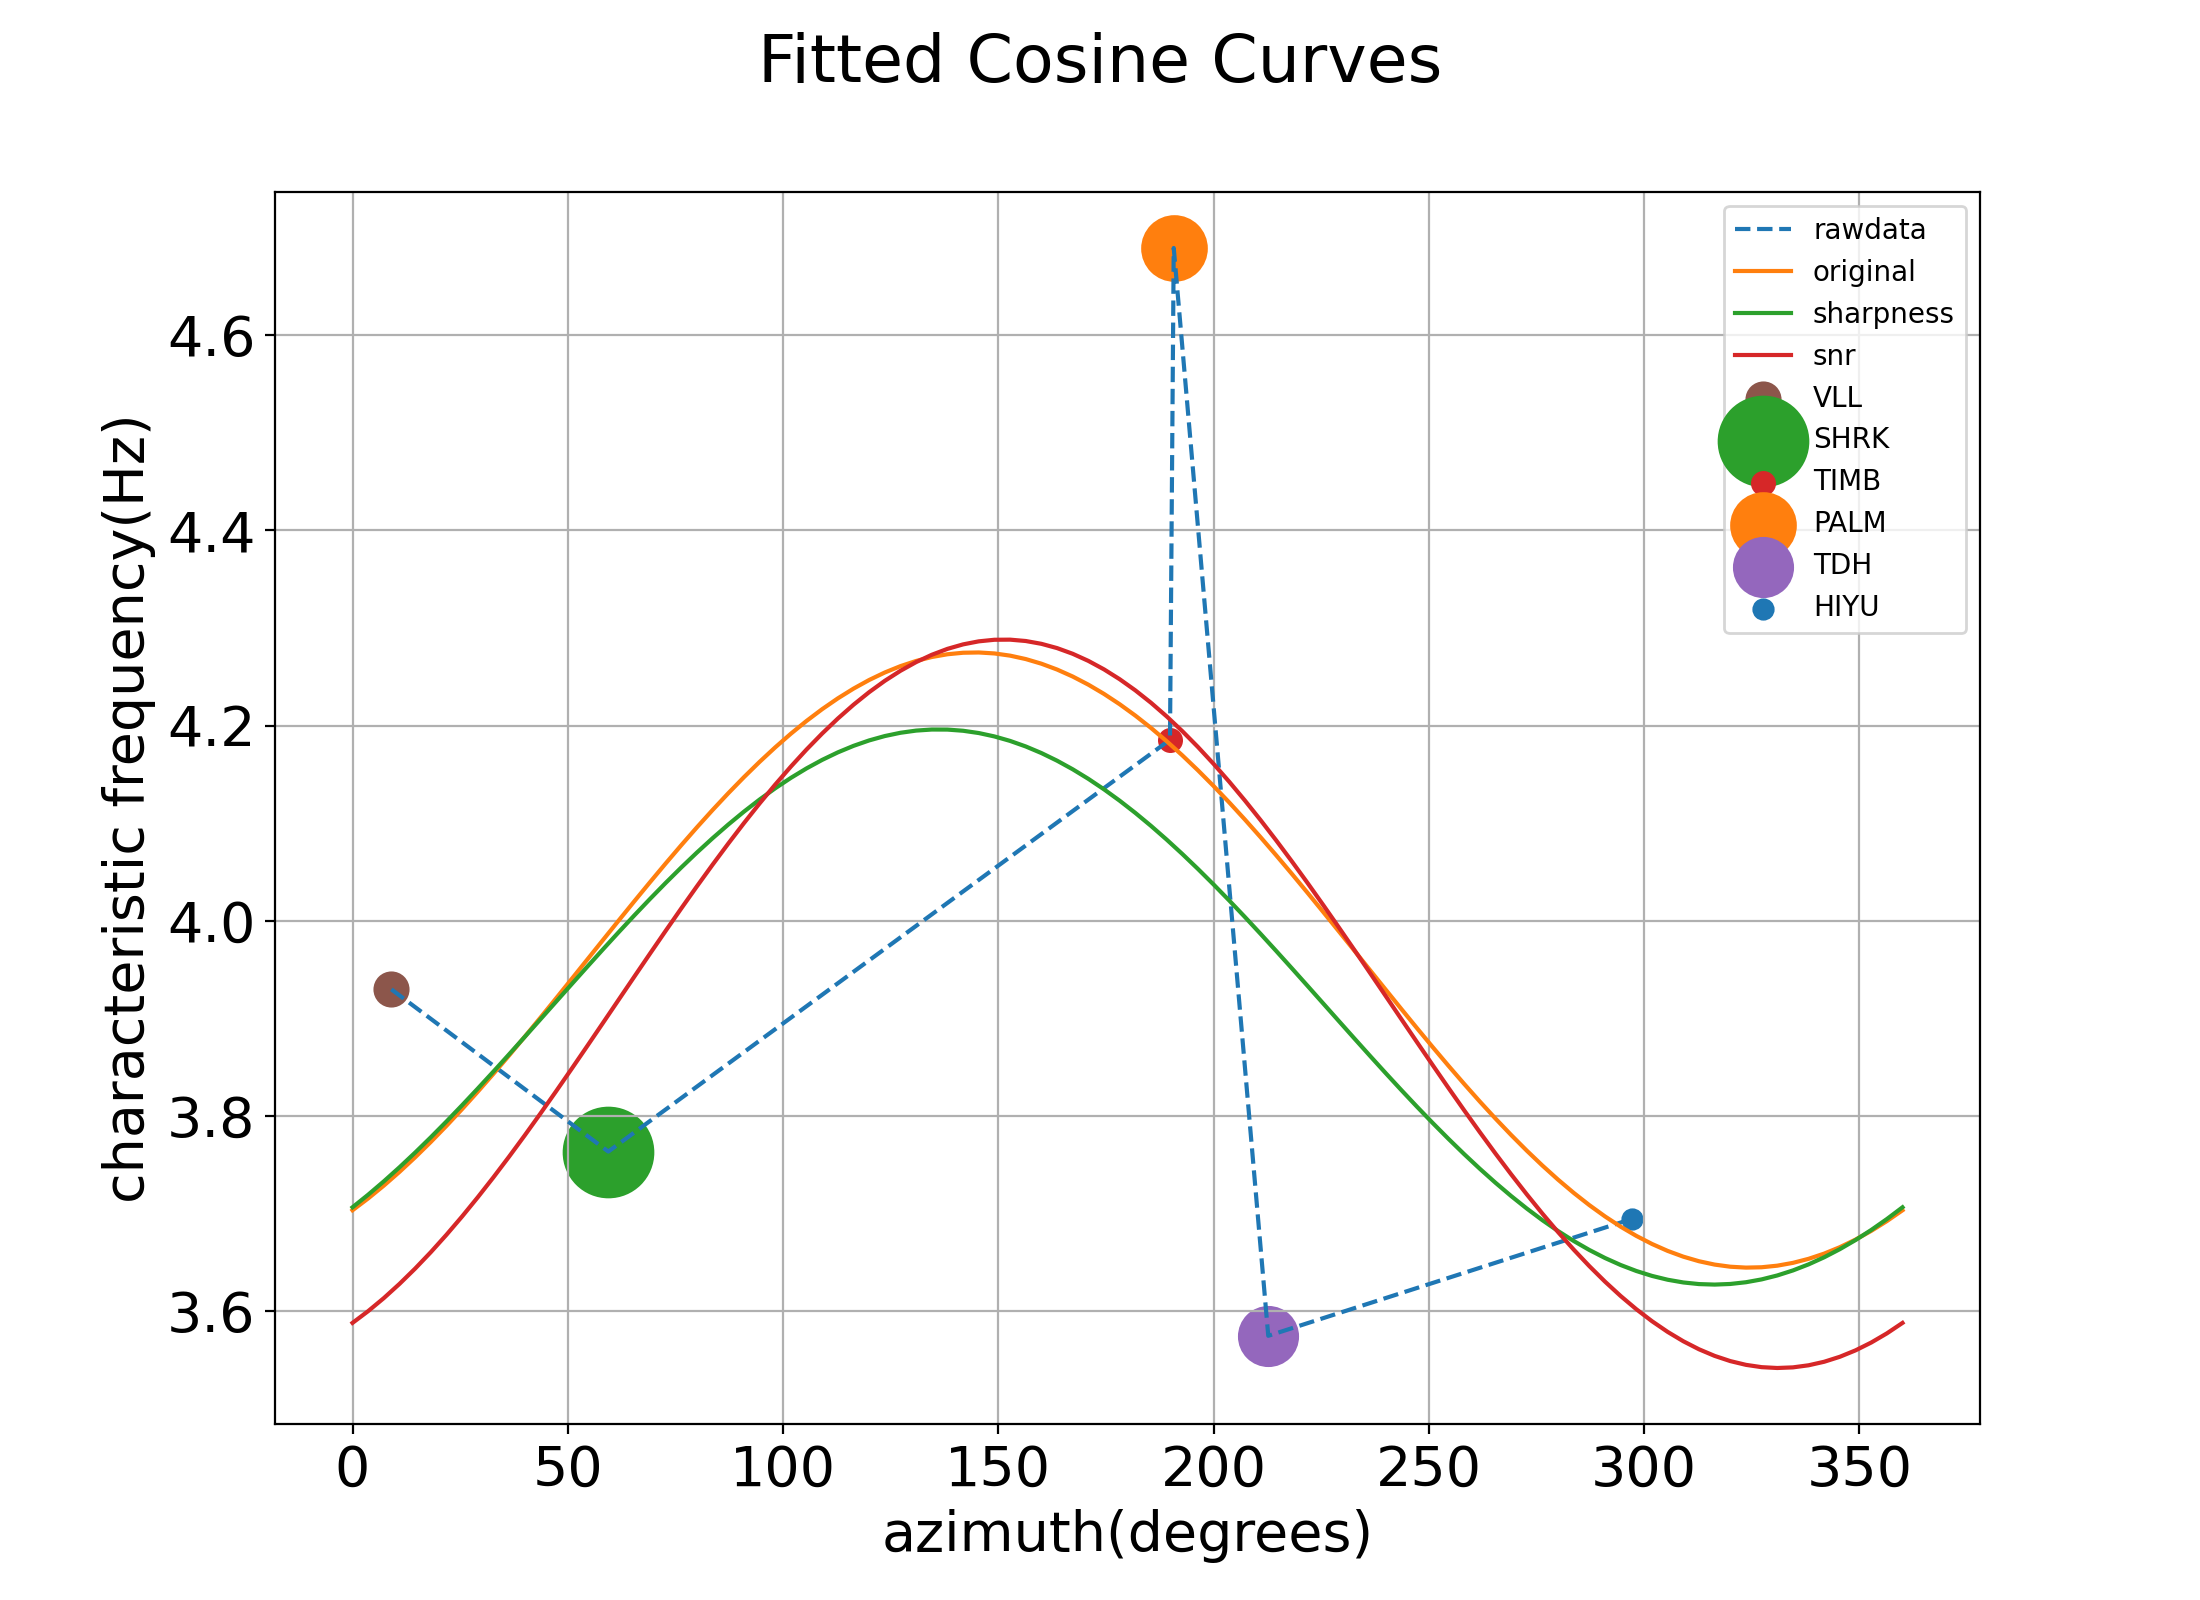 Fitted Cosine Curves
characteristic frequency(Hz)
4.6
4.4
4.2
4.0
3.8
3.6
rawdata
original
sharpness
snr
VLL
SHRK
TIMB
PALM
TDH
HIYU
0 50 100 150 200 250 300 350
azimuth(degrees)